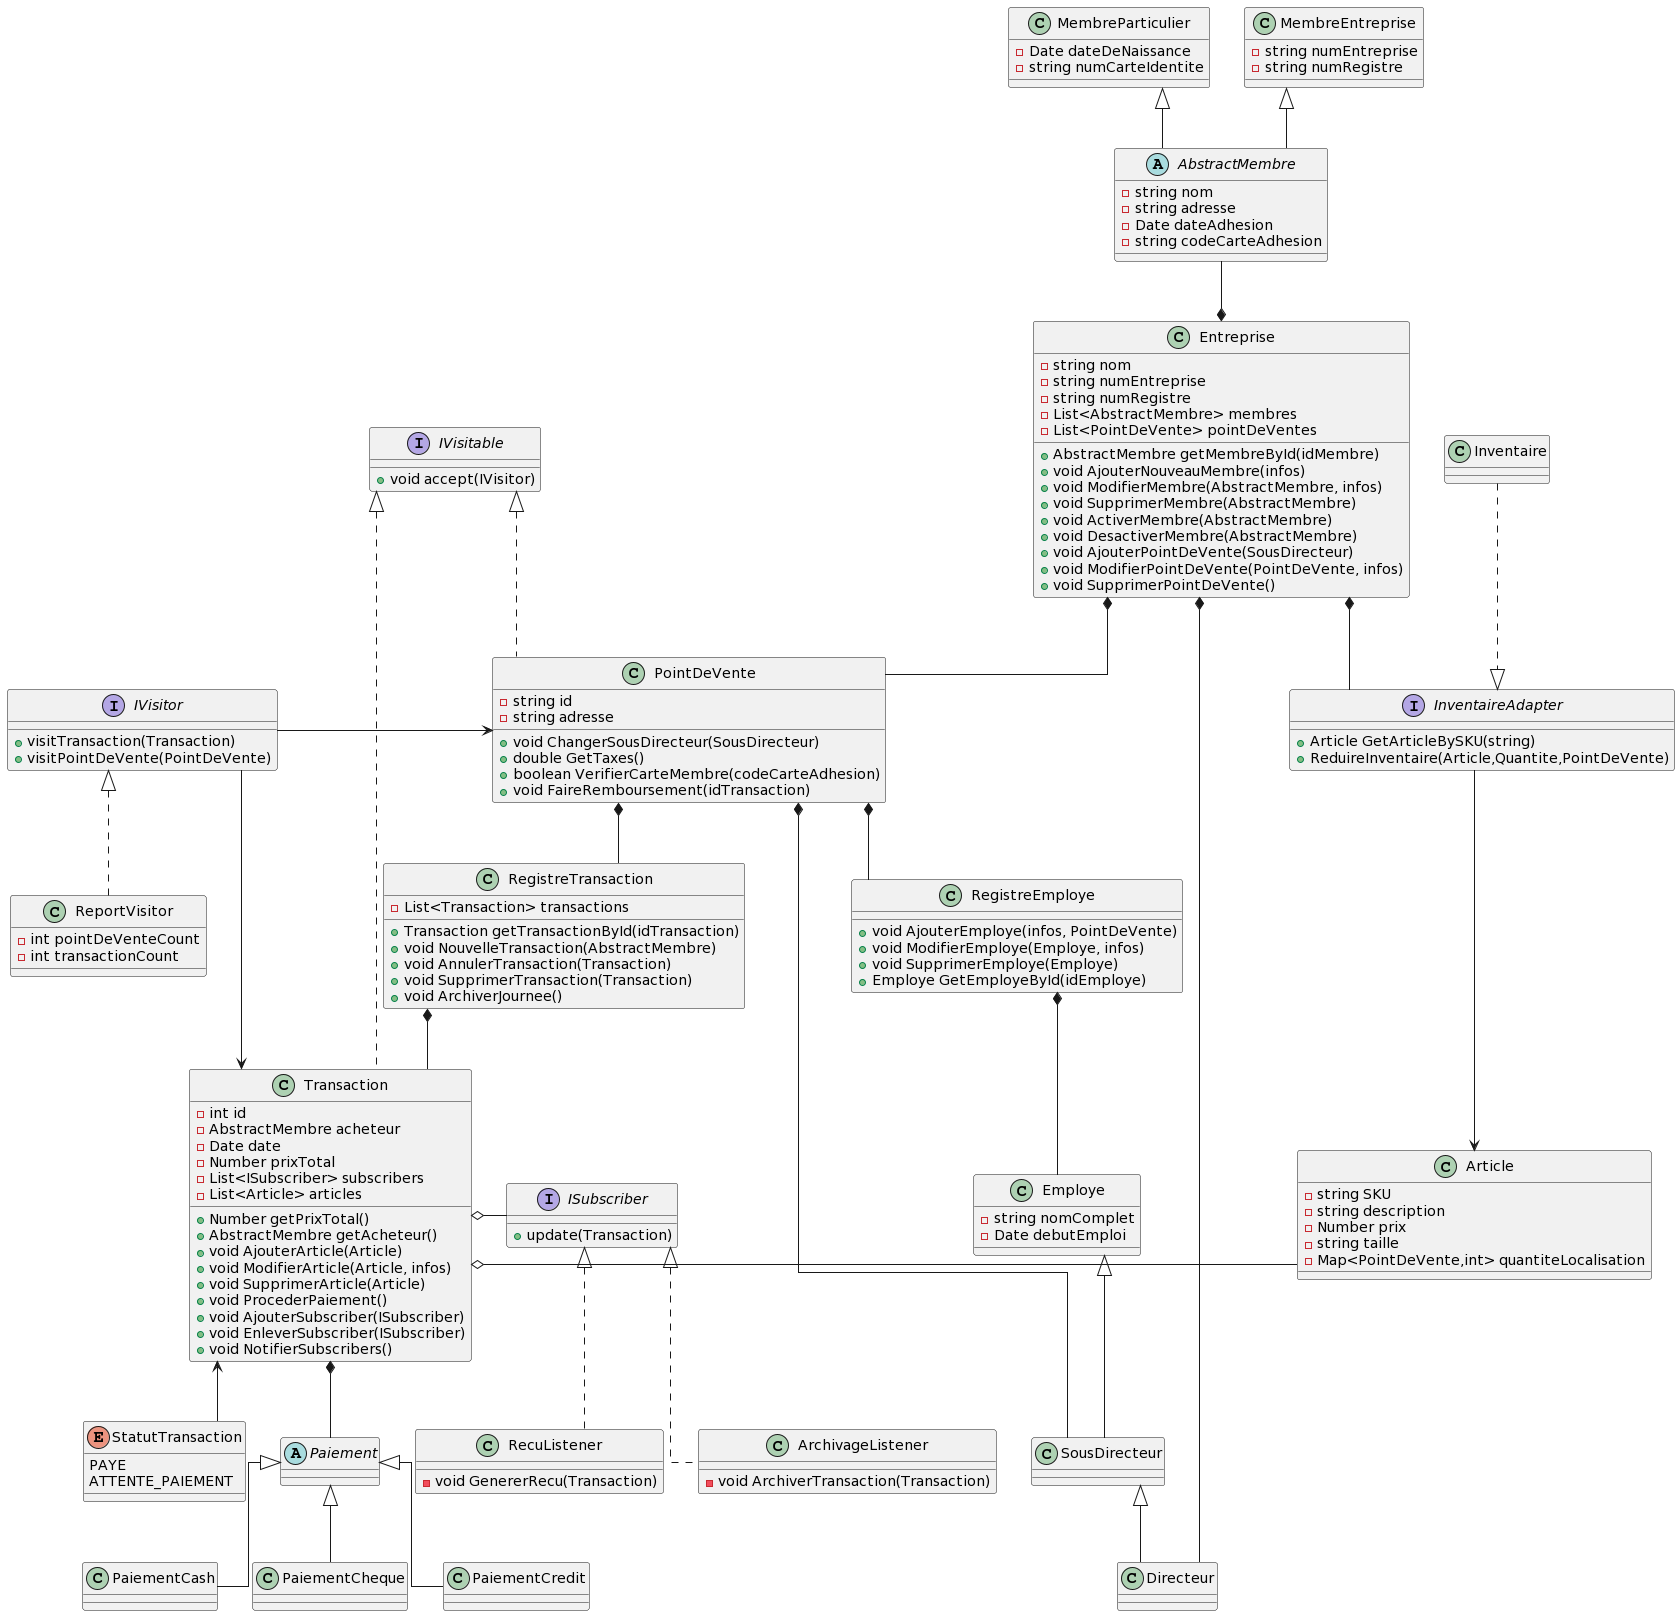 C MembreParticulier
Date dateDeNaissance
string numCarteIdentite
C MembreEntreprise
string numEntreprise
string numRegistre
A AbstractMembre
string nom
string adresse
Date dateAdhesion
string codeCarteAdhesion
C Entreprise
string nom
string numEntreprise
string numRegistre
List<AbstractMembre> membres
List<PointDeVente> pointDeVentes
AbstractMembre getMembreById(idMembre)
void AjouterNouveauMembre(infos)
void ModifierMembre(AbstractMembre, infos)
void SupprimerMembre(AbstractMembre)
void ActiverMembre(AbstractMembre)
void DesactiverMembre(AbstractMembre)
void AjouterPointDeVente(SousDirecteur)
void ModifierPointDeVente(PointDeVente, infos)
void SupprimerPointDeVente()
I IVisitable
void accept(IVisitor)
C Inventaire
I IVisitor
visitTransaction(Transaction)
visitPointDeVente(PointDeVente)
C PointDeVente
string id
string adresse
void ChangerSousDirecteur(SousDirecteur)
double GetTaxes()
boolean VerifierCarteMembre(codeCarteAdhesion)
void FaireRemboursement(idTransaction)
I InventaireAdapter
Article GetArticleBySKU(string)
ReduireInventaire(Article,Quantite,PointDeVente)
C ReportVisitor
int pointDeVenteCount
int transactionCount
C RegistreTransaction
List<Transaction> transactions
Transaction getTransactionById(idTransaction)
void NouvelleTransaction(AbstractMembre)
void AnnulerTransaction(Transaction)
void SupprimerTransaction(Transaction)
void ArchiverJournee()
C RegistreEmploye
void AjouterEmploye(infos, PointDeVente)
void ModifierEmploye(Employe, infos)
void SupprimerEmploye(Employe)
Employe GetEmployeById(idEmploye)
C Transaction
int id
AbstractMembre acheteur
Date date
Number prixTotal
List<ISubscriber> subscribers
List<Article> articles
Number getPrixTotal()
AbstractMembre getAcheteur()
void AjouterArticle(Article)
void ModifierArticle(Article, infos)
void SupprimerArticle(Article)
void ProcederPaiement()
void AjouterSubscriber(ISubscriber)
void EnleverSubscriber(ISubscriber)
void NotifierSubscribers()
I ISubscriber
update(Transaction)
C Employe
string nomComplet
Date debutEmploi
C Article
string SKU
string description
Number prix
string taille
Map<PointDeVente,int> quantiteLocalisation
E StatutTransaction
PAYE
ATTENTE_PAIEMENT
A Paiement
C RecuListener
void GenererRecu(Transaction)
C ArchivageListener
void ArchiverTransaction(Transaction)
C SousDirecteur
C PaiementCash
C PaiementCheque
C PaiementCredit
C Directeur